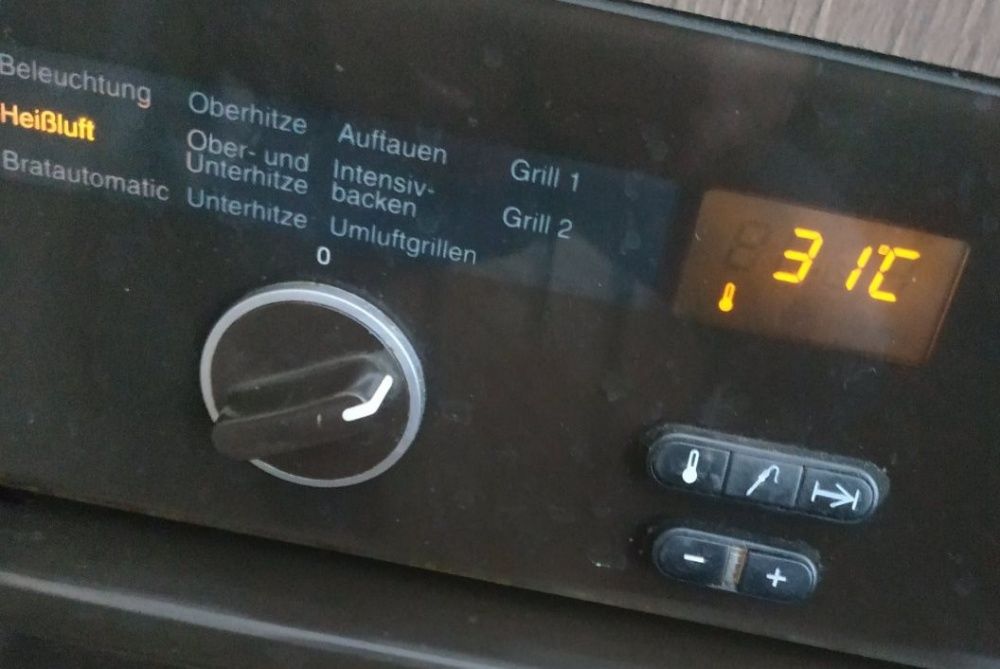 Beleuchtung
Heißluft
Bratautomatic
Oberhitze
Ober- und
Unterhitze
Unterhitze
Auftauen
Intensiv-
backen
Umluftgrillen
Grill 1
Grill 2
0
31°C
- +